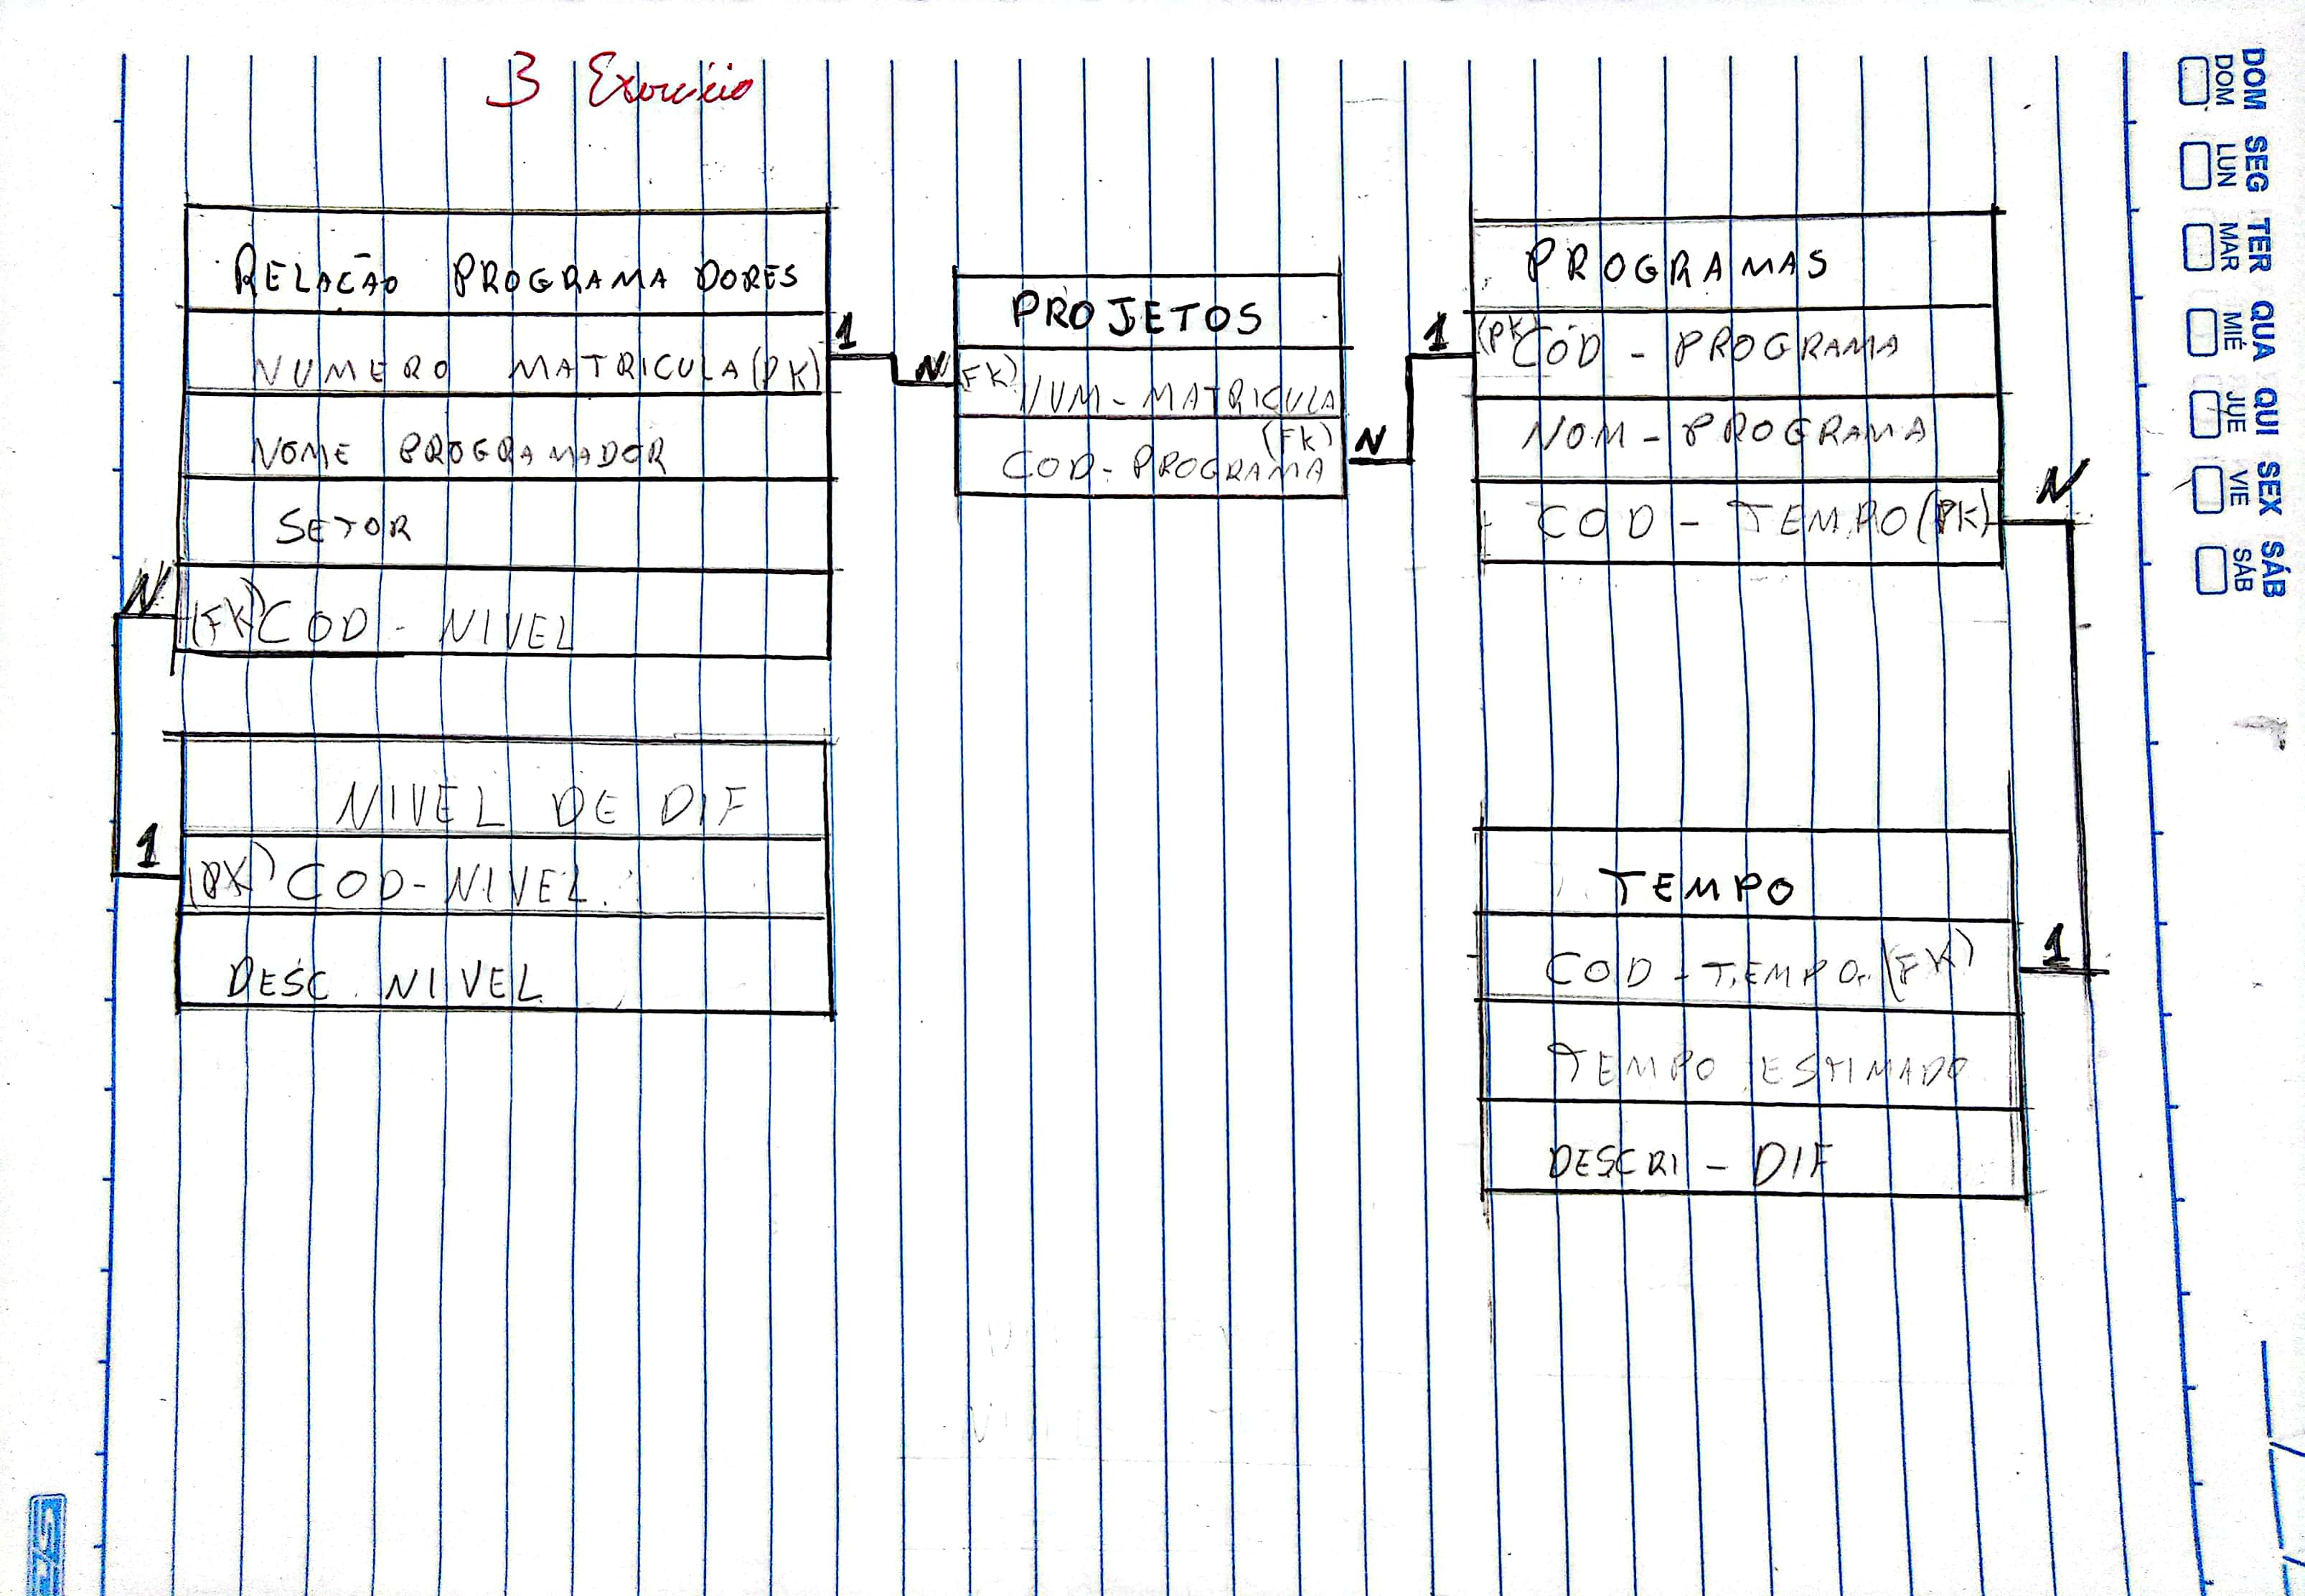 3 Exercício
RELAÇÃO PROGRAMADORES
NUMERO MATRICULA (PK)
NOME PROGRAMADOR
SETOR
(FK) COD - NIVEL
N
1
NIVEL DE DIF
(PK) COD-NIVEL.
DESC. NIVEL
1
N
PROJETOS
(FK) NUM-MATRICULA
(FK)
COD-PROGRAMA
N
1
PROGRAMAS
(PK) COD - PROGRAMA
NOM - PROGRAMA
COD - TEMPO (PK)
N
1
TEMPO
COD - TEMPO (FK)
TEMPO ESTIMADO
DESCRI - DIF
DOM SEG TER QUA QUI SEX SÁB
DOM LUN MAR MIÉ JUE VIE SÁB